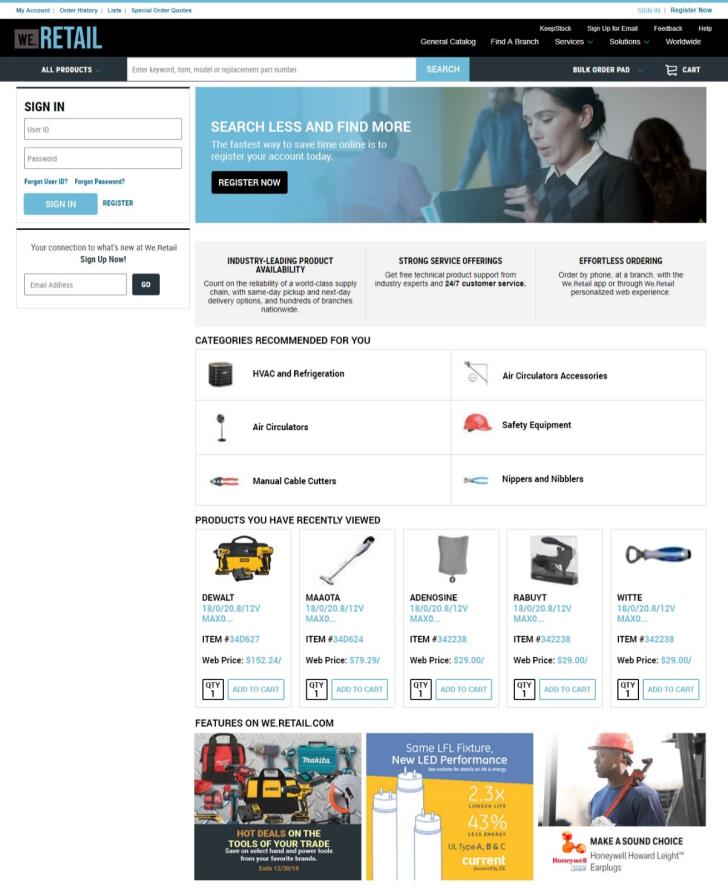 My Account | Order History | Lists | Special Order Quotes
SIGN IN | Register Now
WE.RETAIL
KeepStock Sign Up for Email Feedback Help
General Catalog Find A Branch Services Solutions Worldwide
ALL PRODUCTS
Enter keyword, item, model or replacement part number.
SEARCH
BULK ORDER PAD
CART
SIGN IN
User ID
Password
Forgot User ID? Forgot Password?
SIGN IN REGISTER
Your connection to what's new at We.Retail
Sign Up Now!
Email Address
GO
SEARCH LESS AND FIND MORE
The fastest way to save time online is to
register your account today.
REGISTER NOW
INDUSTRY-LEADING PRODUCT
AVAILABILITY
Count on the reliability of a world-class supply
chain, with same-day pickup and next-day
delivery options, and hundreds of branches
nationwide.
STRONG SERVICE OFFERINGS
Get free technical product support from
industry experts and 24/7 customer service.
EFFORTLESS ORDERING
Order by phone, at a branch, with the
We.Retail app or through We.Retail
personalized web experience.
CATEGORIES RECOMMENDED FOR YOU
HVAC and Refrigeration
Air Circulators Accessories
Air Circulators
Safety Equipment
Manual Cable Cutters
Nippers and Nibblers
PRODUCTS YOU HAVE RECENTLY VIEWED
DEWALT
18/0/20.8/12V
MAX0...
ITEM #34D627
Web Price: $152.24/
QTY
1
ADD TO CART
MAAOTA
18/0/20.8/12V
MAX0...
ITEM #34D624
Web Price: $79.29/
QTY
1
ADD TO CART
ADENOSINE
18/0/20.8/12V
MAX0...
ITEM #342238
Web Price: $29.00/
QTY
1
ADD TO CART
RABUYT
18/0/20.8/12V
MAX0...
ITEM #342238
Web Price: $29.00/
QTY
1
ADD TO CART
WITTE
18/0/20.8/12V
MAX0...
ITEM #342238
Web Price: $29.00/
QTY
1
ADD TO CART
FEATURES ON WE.RETAIL.COM
makita
DEWALT
HOT DEALS ON THE
TOOLS OF YOUR TRADE
Save on select hand and power tools
from your favorite brands.
Ends 12/30/18
Same LFL Fixture,
New LED Performance
See website for details on life & energy.
2.3x
LONGER LIFE
43%
LESS ENERGY
UL Type A, B & C
current
powered by GE
MAKE A SOUND CHOICE
Honeywell Howard Leight™
Earplugs
Honeywell